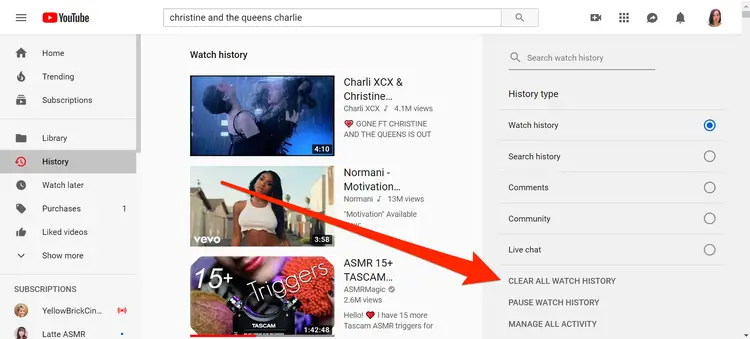 YouTube
christine and the queens charlie
Home
Trending
Subscriptions
Library
History
Watch later
Purchases 1
Liked videos
Show more
SUBSCRIPTIONS
YellowBrickCin...
Latte ASMR
Watch history
4:10
Charli XCX &
Christine...
Charli XCX ♪ 4.1M views
GONE FT CHRISTINE
AND THE QUEENS IS OUT
vevo
3:58
Normani -
Motivation...
Normani ♪ 13M views
"Motivation" Available
15+
Triggers
TASCAM
1:42:48
ASMR 15+
TASCAM...
ASMRMagic
2.6M views
Hello! I have 15 more
Tascam ASMR triggers for
Search watch history
History type
Watch history
Search history
Comments
Community
Live chat
CLEAR ALL WATCH HISTORY
PAUSE WATCH HISTORY
MANAGE ALL ACTIVITY